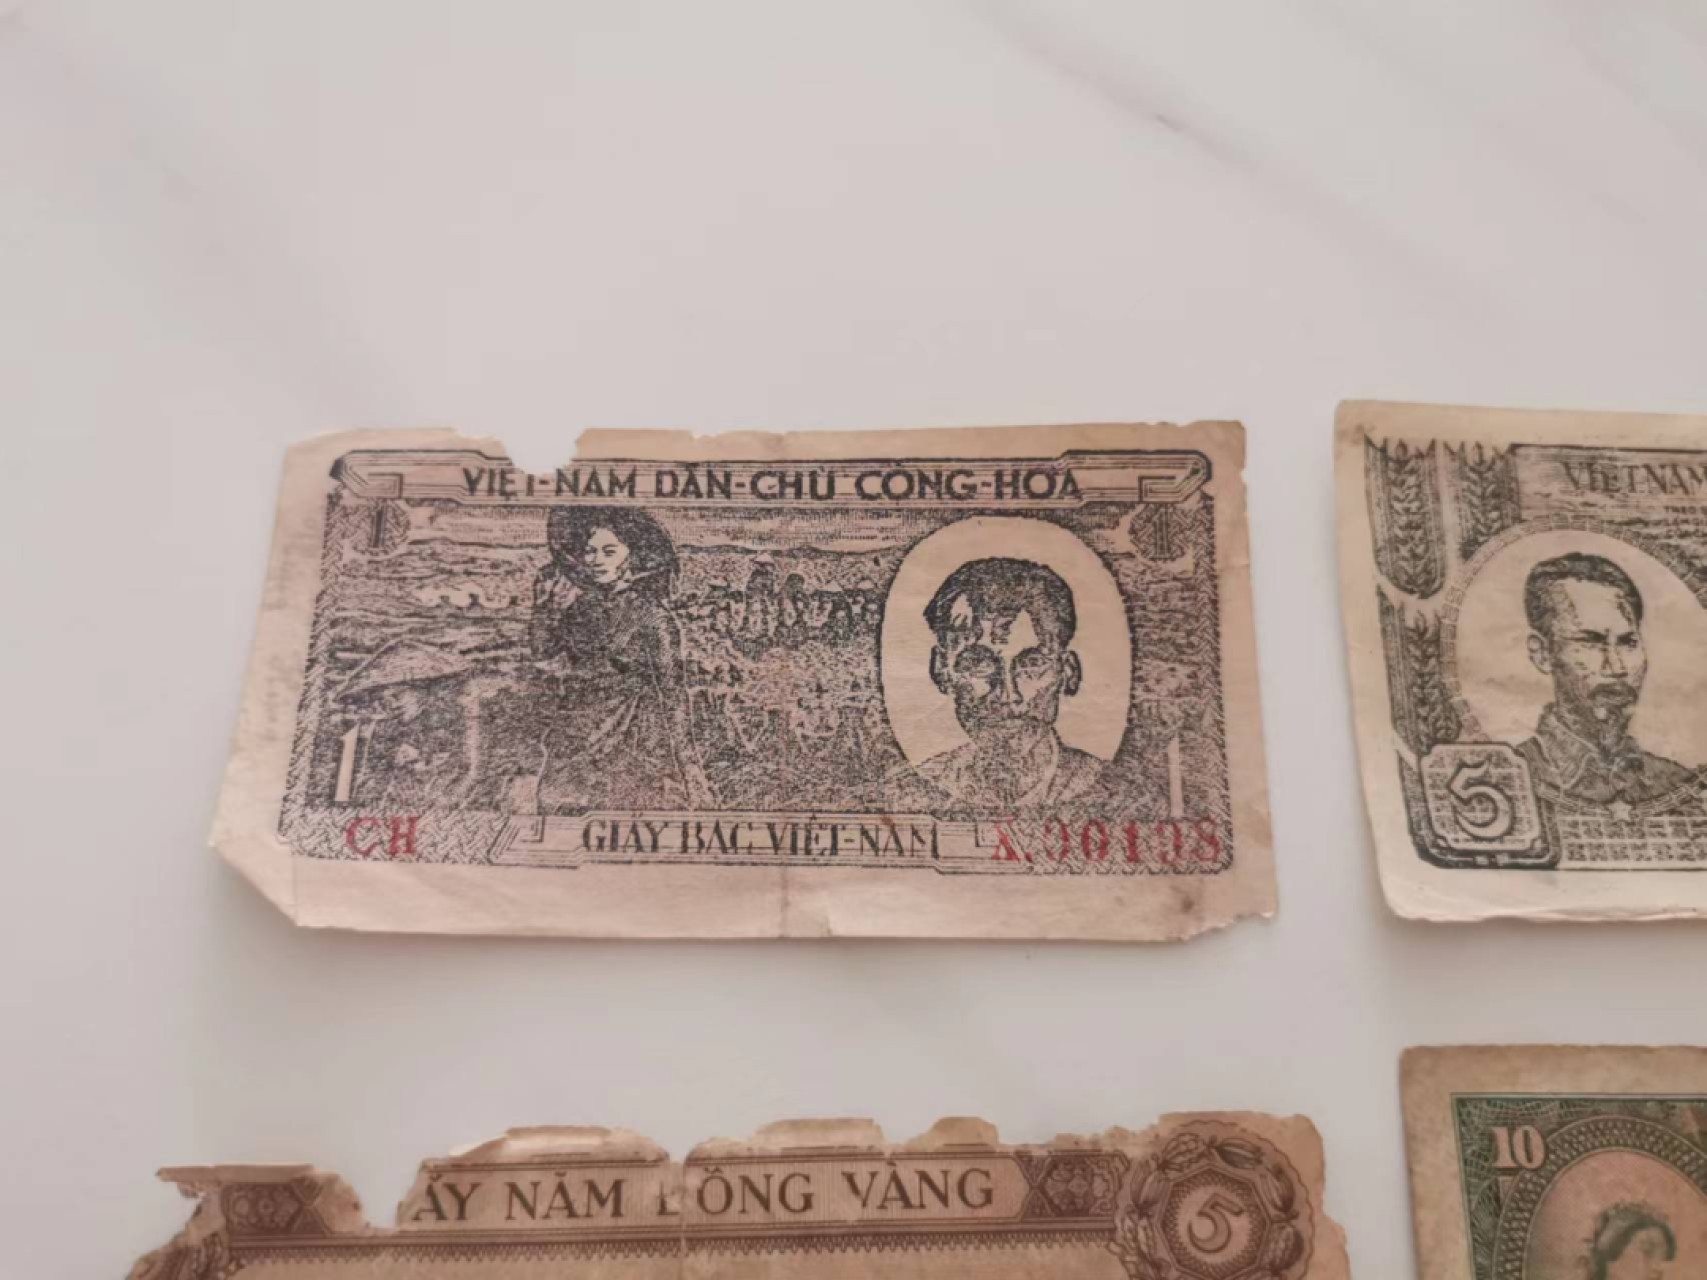 VIỆT-NAM DÂN-CHỦ CỘNG-HÒA
1 1
1 1
CH GIẤY BẠC VIỆT-NAM X.00198
VIỆT NAM
5
ẤY NĂM ĐỒNG VÀNG
5
10